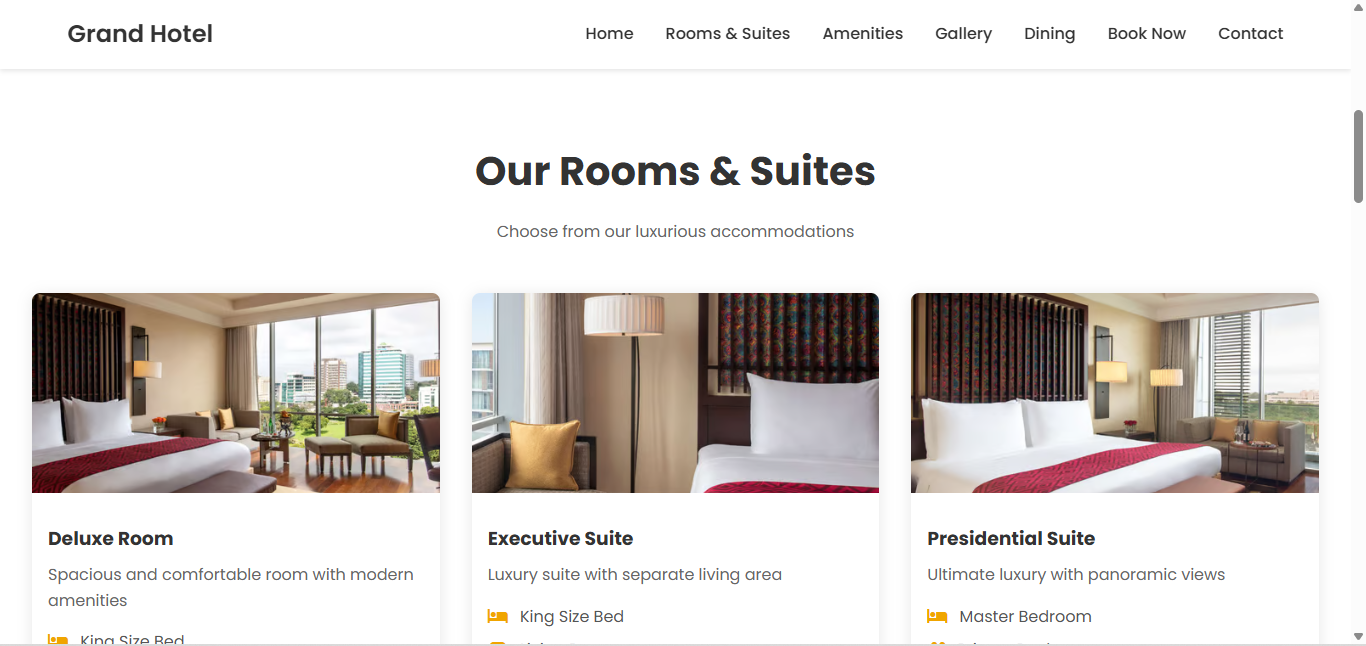 Grand Hotel
Home Rooms & Suites Amenities Gallery Dining Book Now Contact
Our Rooms & Suites
Choose from our luxurious accommodations
Deluxe Room
Spacious and comfortable room with modern
amenities
King Size Bed
Executive Suite
Luxury suite with separate living area
King Size Bed
Presidential Suite
Ultimate luxury with panoramic views
Master Bedroom